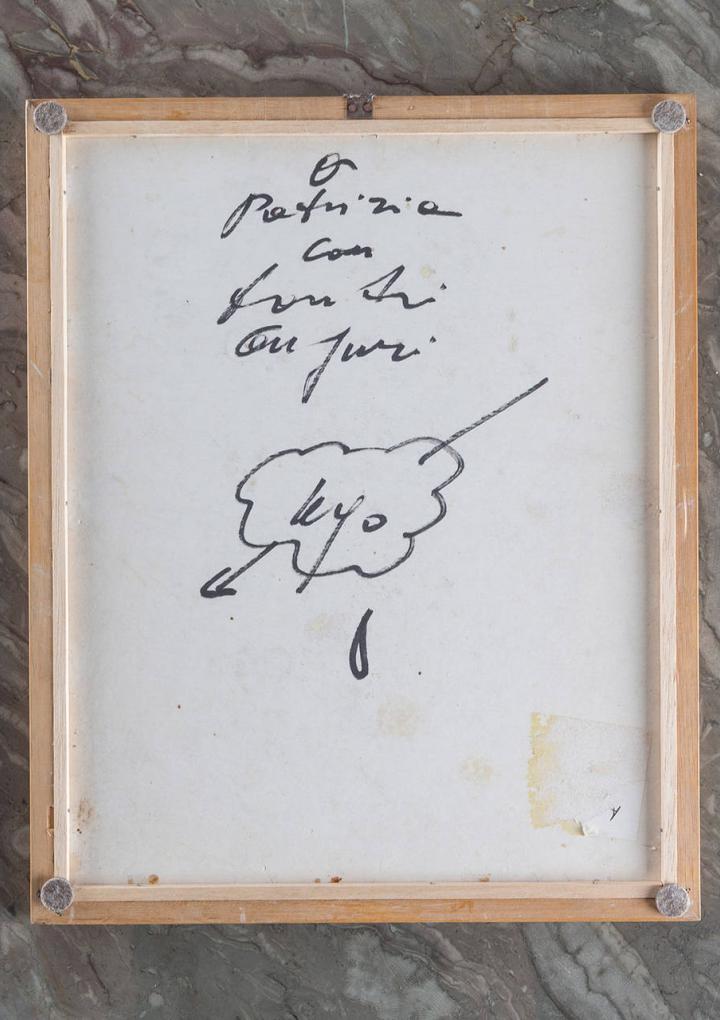 a
Patrizia
con
tanti
auguri
kyo